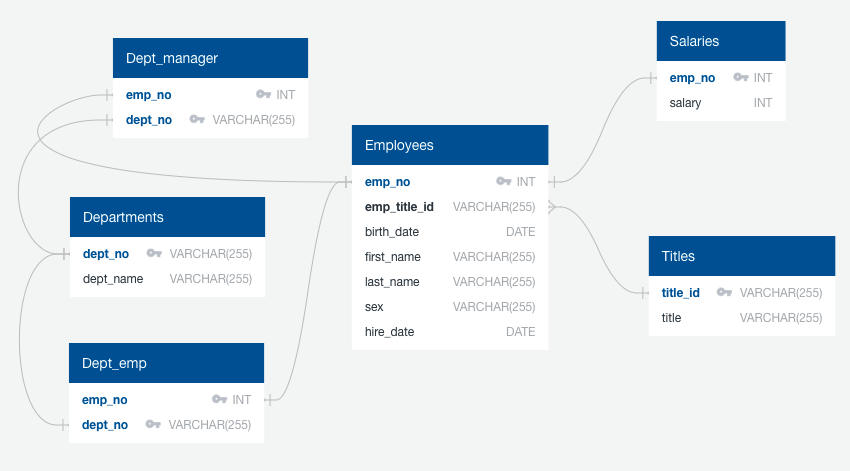 Dept_manager
emp_no INT
dept_no VARCHAR(255)
Departments
dept_no VARCHAR(255)
dept_name VARCHAR(255)
Dept_emp
emp_no INT
dept_no VARCHAR(255)
Employees
emp_no INT
emp_title_id VARCHAR(255)
birth_date DATE
first_name VARCHAR(255)
last_name VARCHAR(255)
sex VARCHAR(255)
hire_date DATE
Salaries
emp_no INT
salary INT
Titles
title_id VARCHAR(255)
title VARCHAR(255)